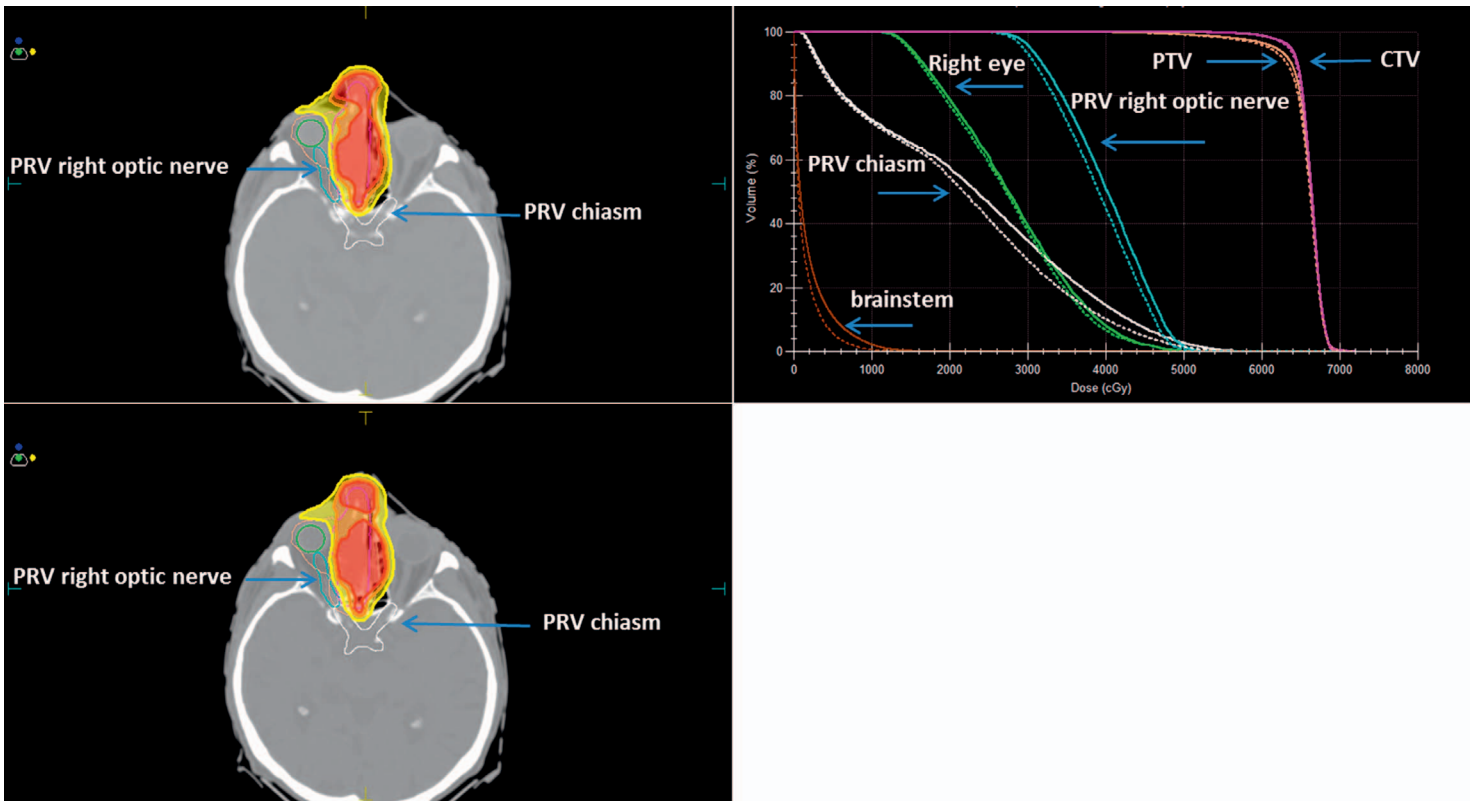 PRV right optic nerve
PRV chiasm
100
80
60
40
20
0
Volume (%)
Right eye
PTV
CTV
PRV right optic nerve
PRV chiasm
brainstem
0
1000
2000
3000
4000
5000
6000
7000
8000
Dose (cGy)
PRV right optic nerve
PRV chiasm